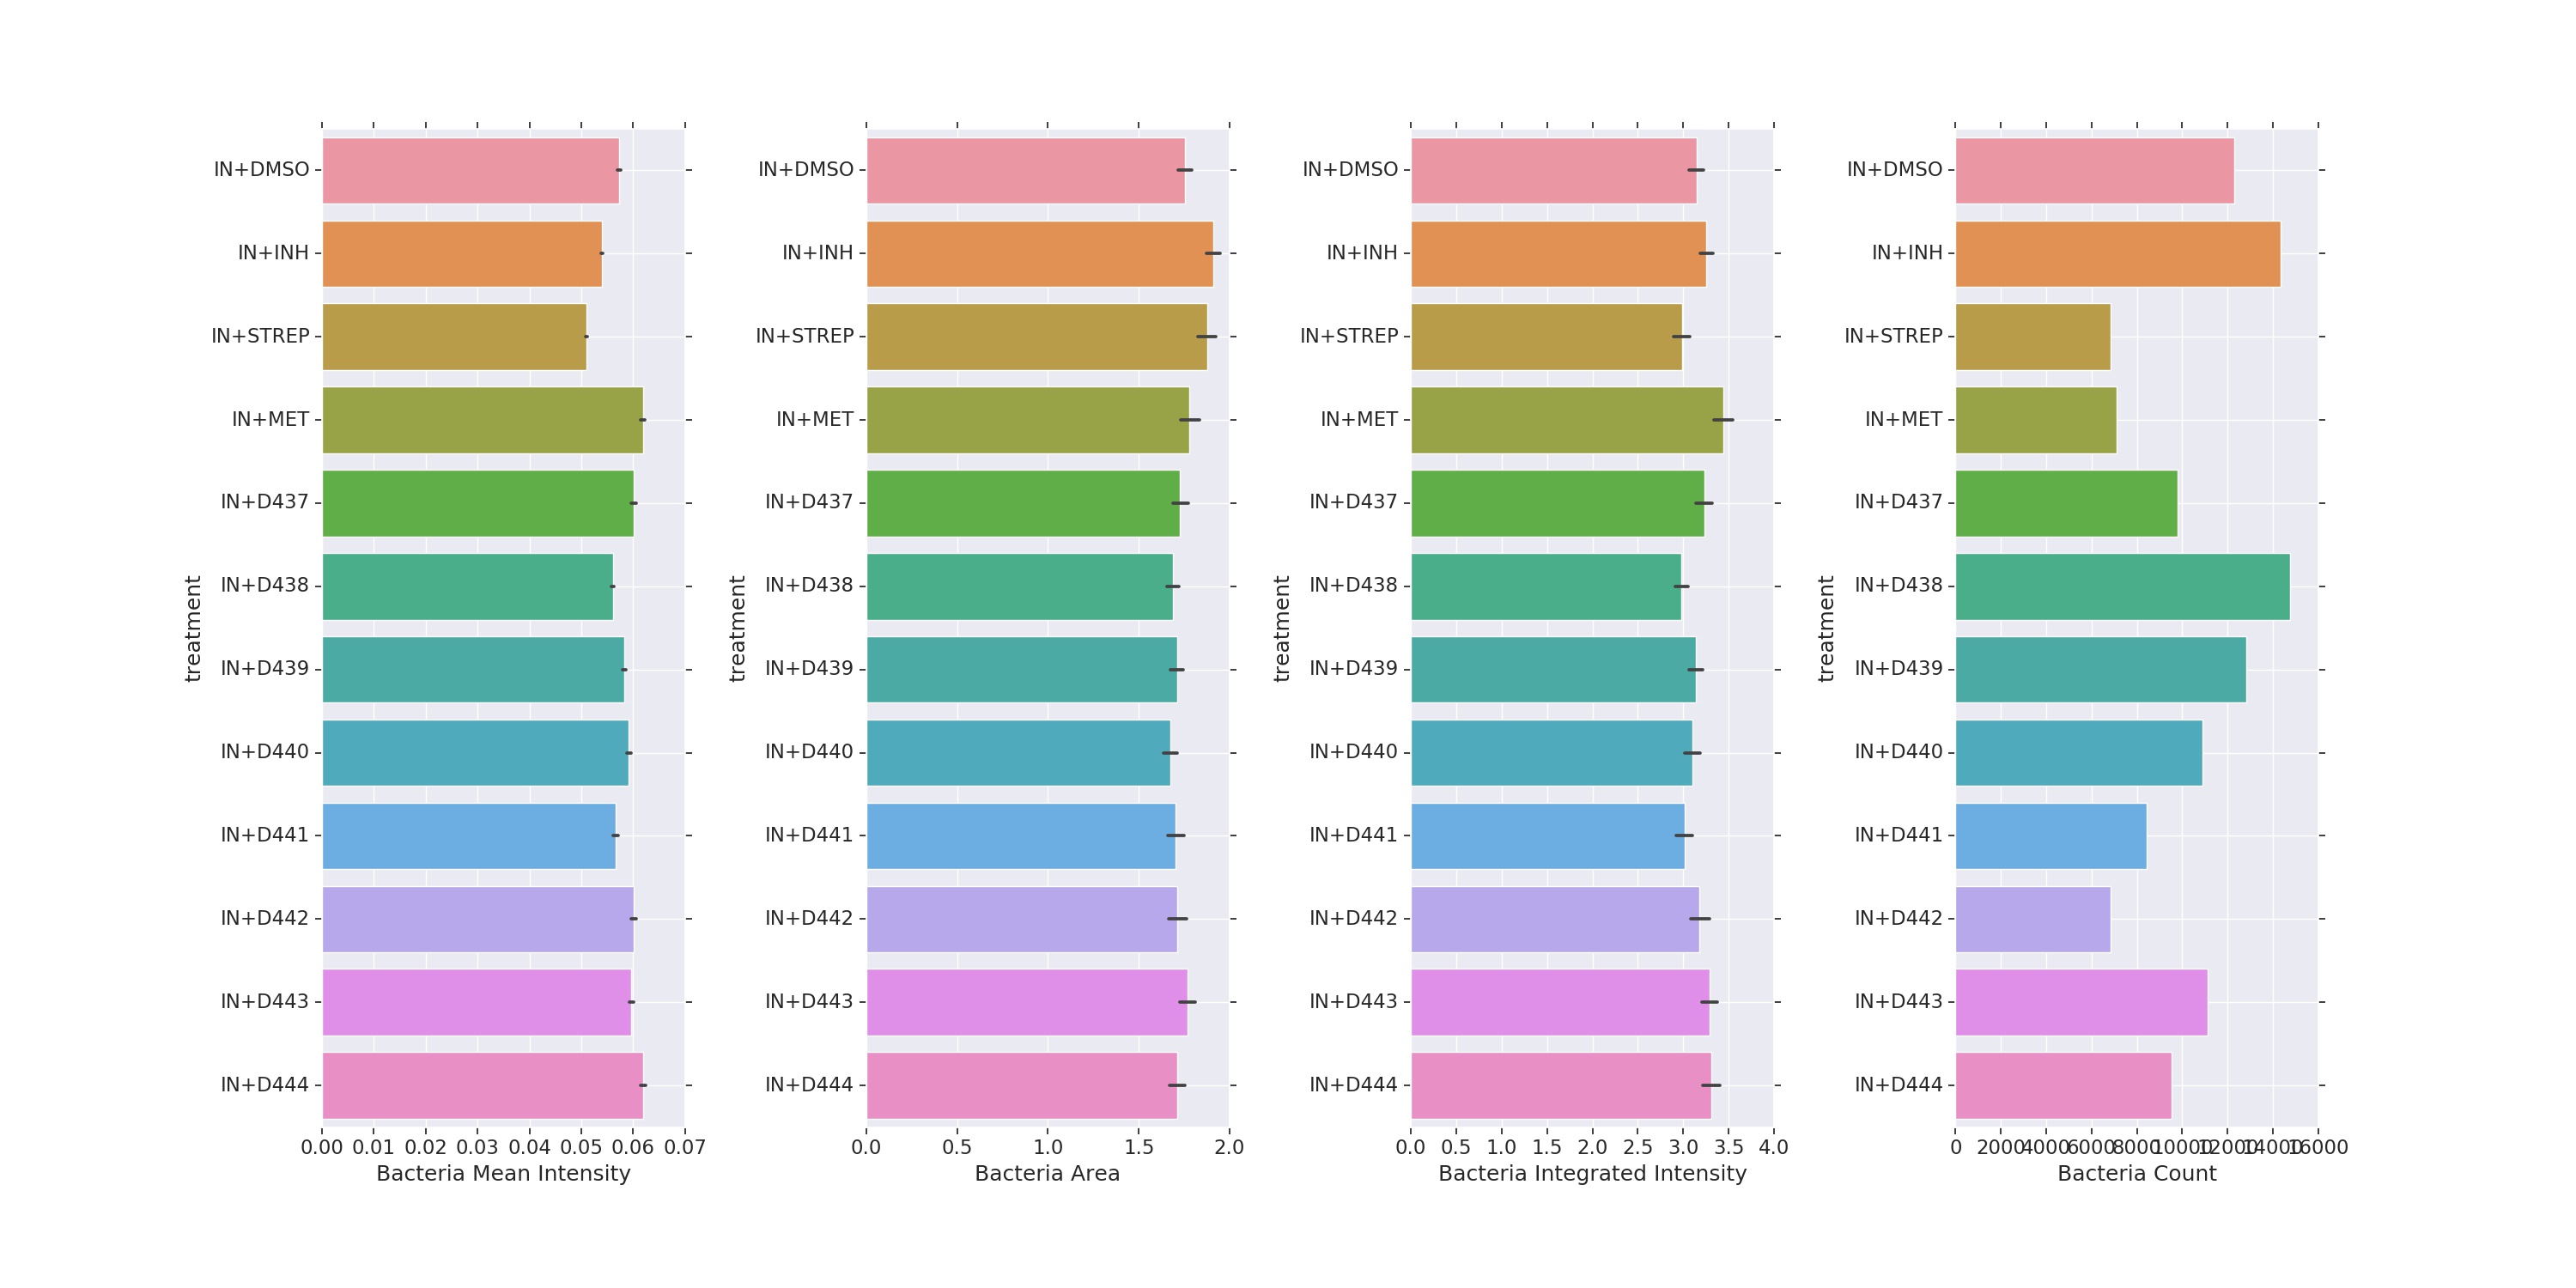 IN+DMSO
IN+INH
IN+STREP
IN+MET
IN+D437
IN+D438
IN+D439
IN+D440
IN+D441
IN+D442
IN+D443
IN+D444
treatment
0.00 0.01 0.02 0.03 0.04 0.05 0.06 0.07
Bacteria Mean Intensity
IN+DMSO
IN+INH
IN+STREP
IN+MET
IN+D437
IN+D438
IN+D439
IN+D440
IN+D441
IN+D442
IN+D443
IN+D444
treatment
0.0 0.5 1.0 1.5 2.0
Bacteria Area
IN+DMSO
IN+INH
IN+STREP
IN+MET
IN+D437
IN+D438
IN+D439
IN+D440
IN+D441
IN+D442
IN+D443
IN+D444
treatment
0.0 0.5 1.0 1.5 2.0 2.5 3.0 3.5 4.0
Bacteria Integrated Intensity
IN+DMSO
IN+INH
IN+STREP
IN+MET
IN+D437
IN+D438
IN+D439
IN+D440
IN+D441
IN+D442
IN+D443
IN+D444
treatment
0 2000 4000 6000 8000 10000 12000 14000 16000
Bacteria Count